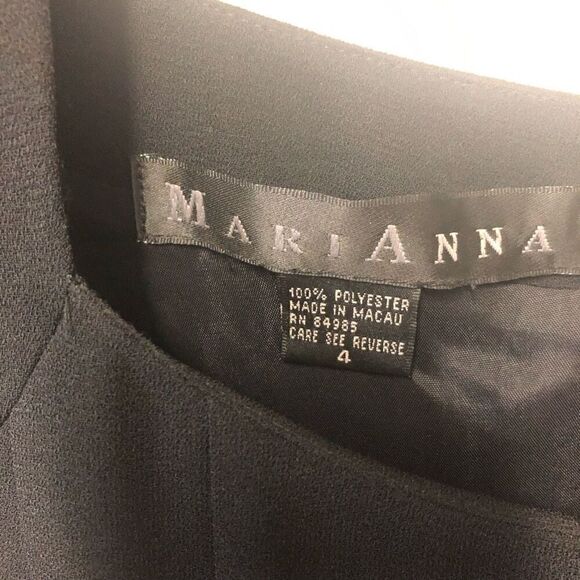 MARIANNA
100% POLYESTER
MADE IN MACAU
RN 84985
CARE SEE REVERSE
4